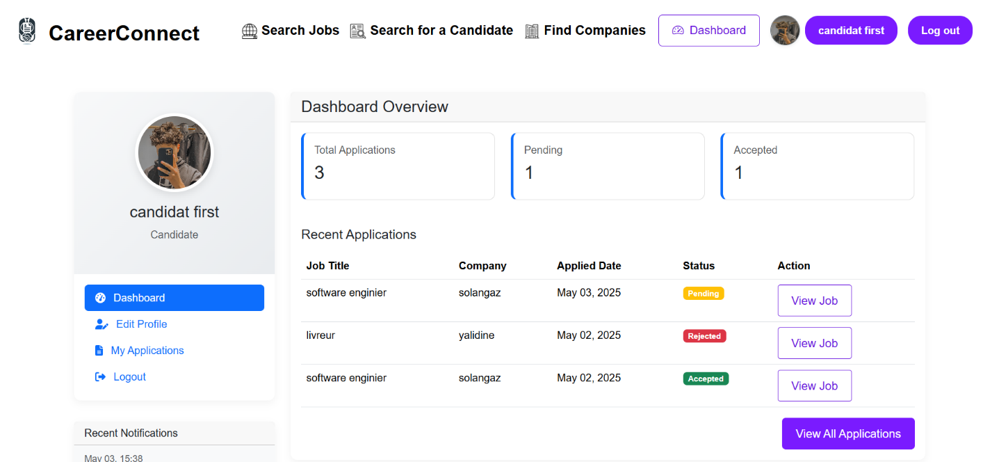 CareerConnect
Search Jobs
Search for a Candidate
Find Companies
Dashboard
candidat first
Log out
candidat first
Candidate
Dashboard
Edit Profile
My Applications
Logout
Recent Notifications
May 03, 15:38
Dashboard Overview
Total Applications
3
Pending
1
Accepted
1
Recent Applications
Job Title Company Applied Date Status Action
software enginier solangaz May 03, 2025 Pending View Job
livreur yalidine May 02, 2025 Rejected View Job
software enginier solangaz May 02, 2025 Accepted View Job
View All Applications